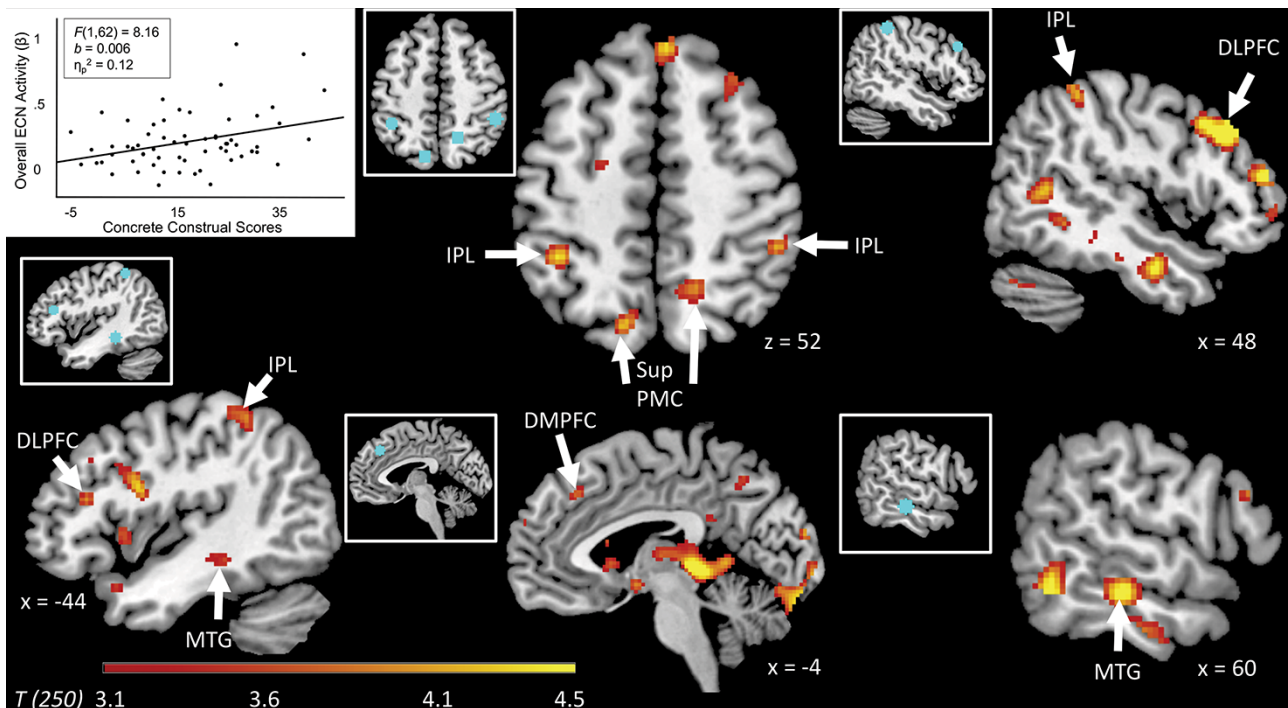 F(1,62) = 8.16
b = 0.006
ηp² = 0.12
Overall ECN Activity (β)
1
.5
0
-5 15 35
Concrete Construal Scores
IPL
IPL
Sup
PMC
z = 52
IPL
DLPFC
x = 48
IPL
DLPFC
MTG
x = -44
DMPFC
x = -4
MTG
x = 60
T (250)
3.1 3.6 4.1 4.5